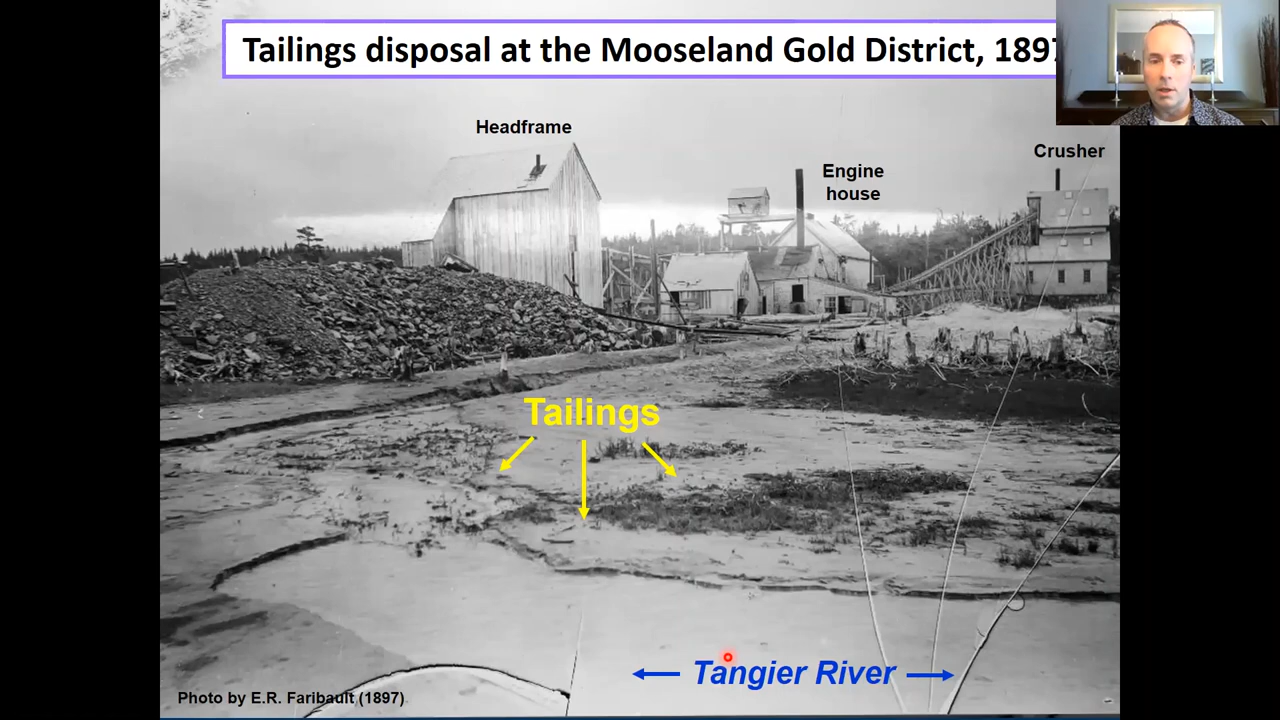 Tailings disposal at the Mooseland Gold District, 1897
Headframe
Engine
house
Crusher
Tailings
Tangier River
Photo by E.R. Faribault (1897)